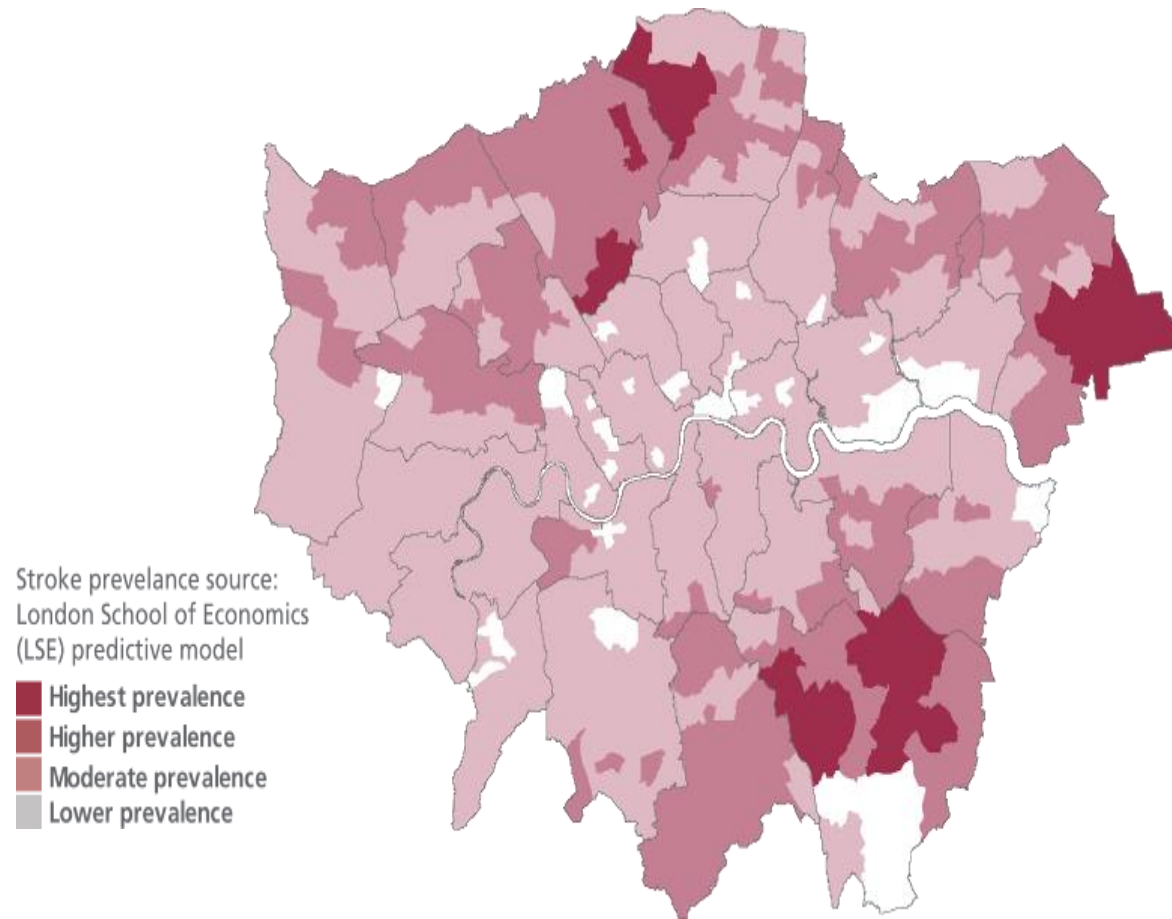 Stroke prevelance source:
London School of Economics
(LSE) predictive model
Highest prevalence
Higher prevalence
Moderate prevalence
Lower prevalence